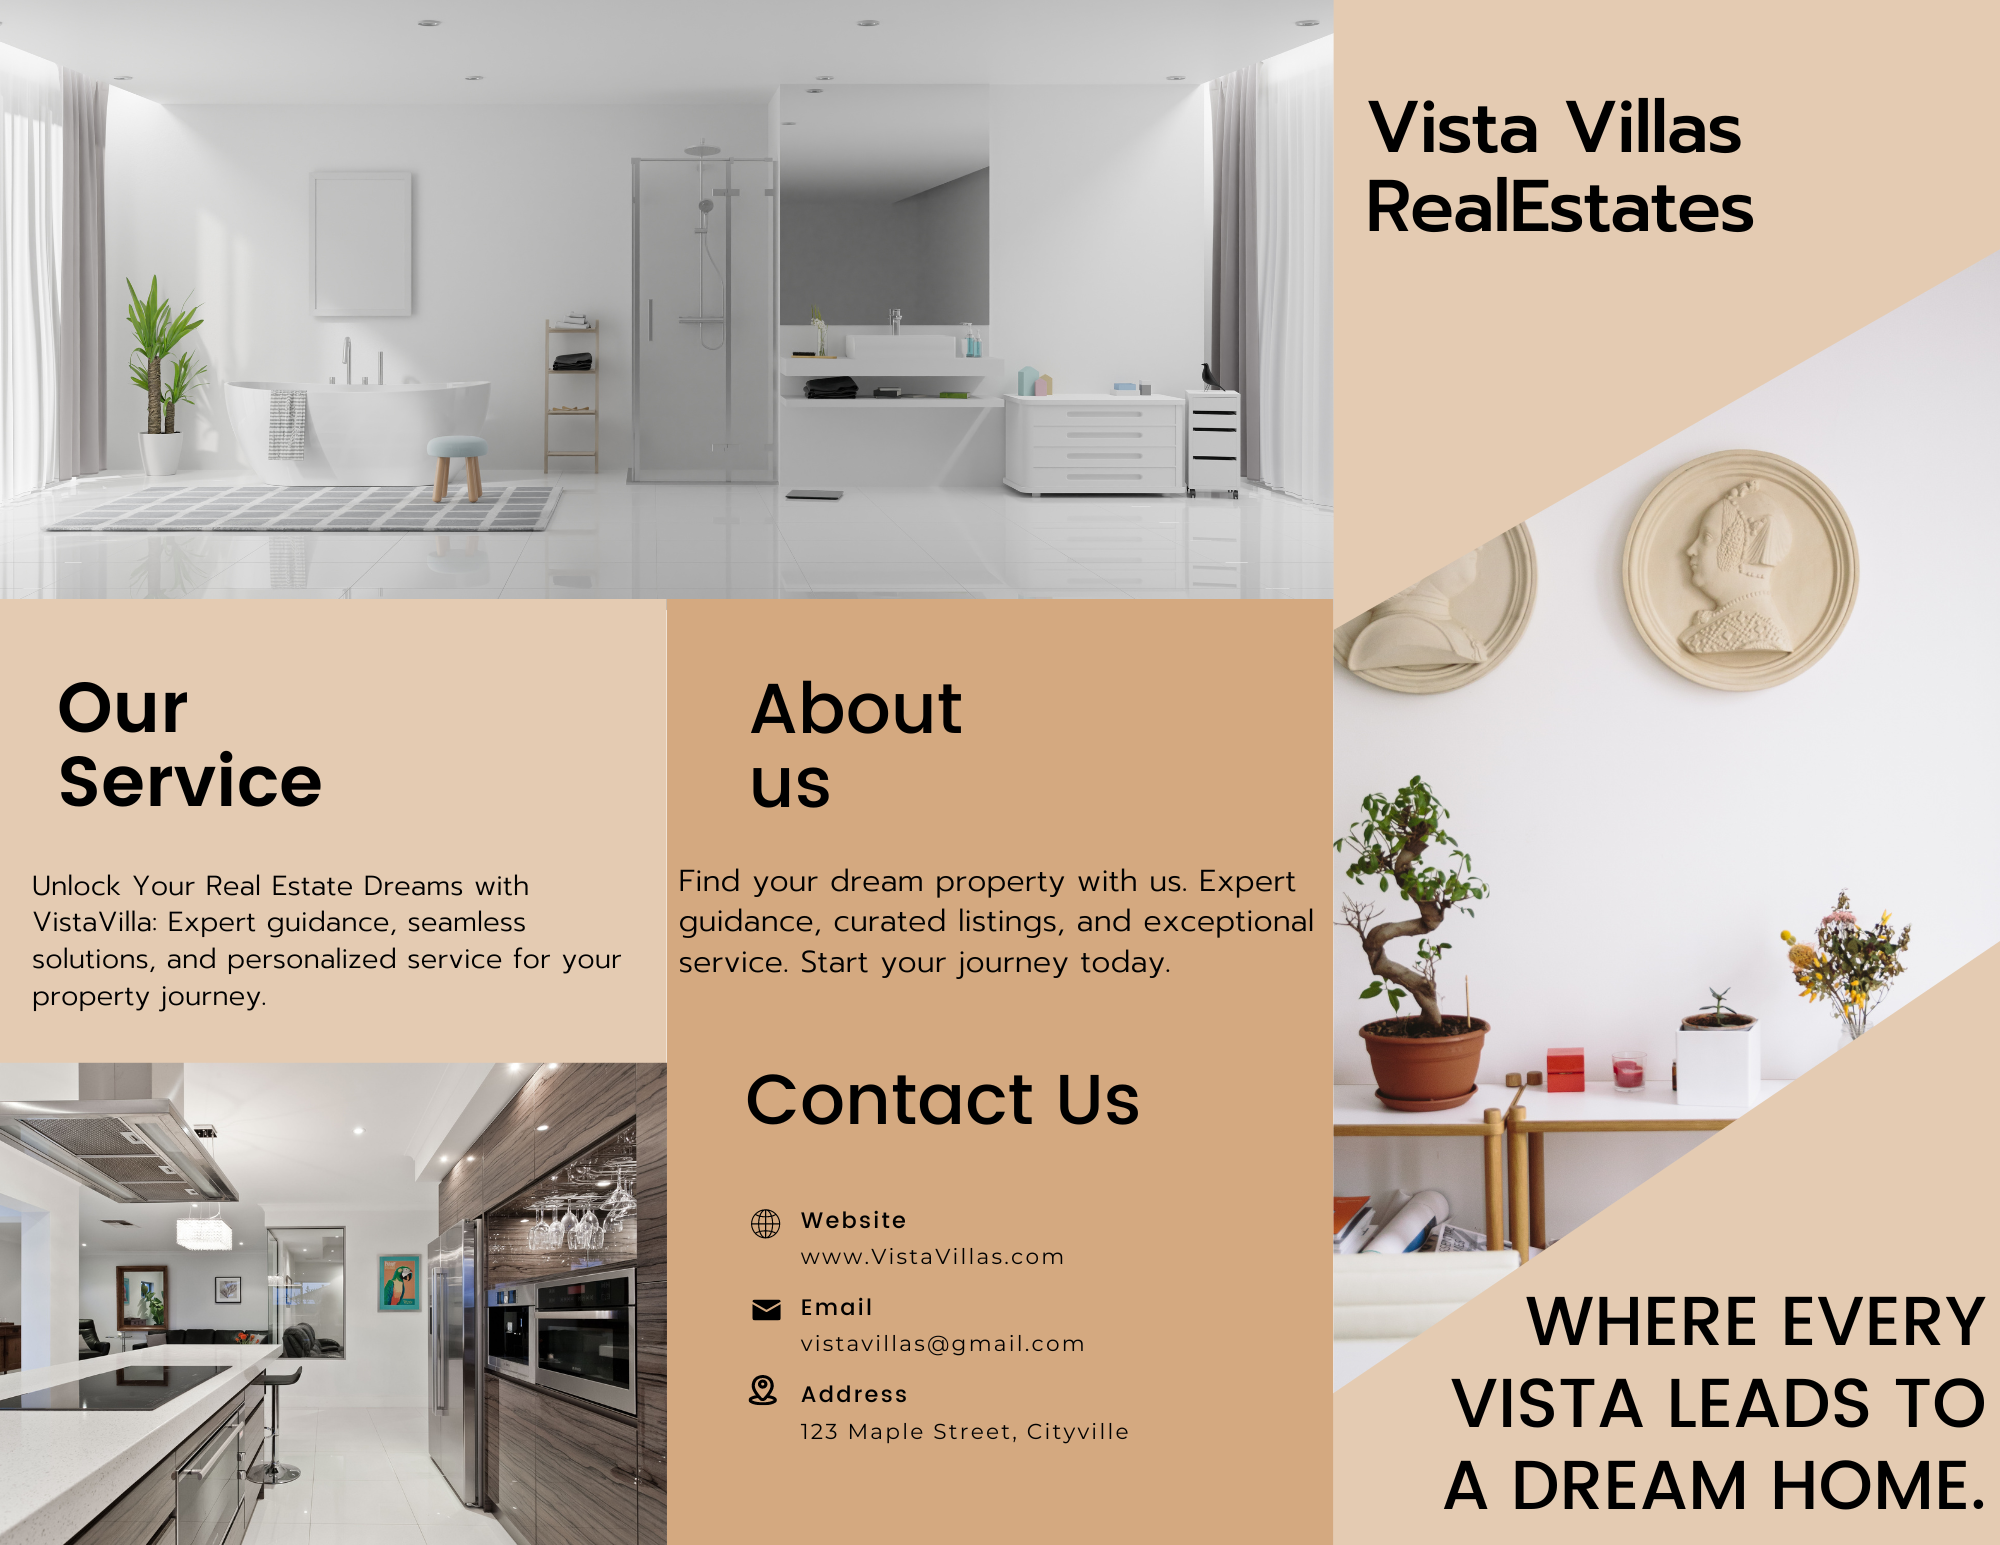 Vista Villas
RealEstates
Our
Service
Unlock Your Real Estate Dreams with
VistaVilla: Expert guidance, seamless
solutions, and personalized service for your
property journey.
About
us
Find your dream property with us. Expert
guidance, curated listings, and exceptional
service. Start your journey today.
Contact Us
Website
www.VistaVillas.com
Email
vistavillas@gmail.com
Address
123 Maple Street, Cityville
WHERE EVERY
VISTA LEADS TO
A DREAM HOME.